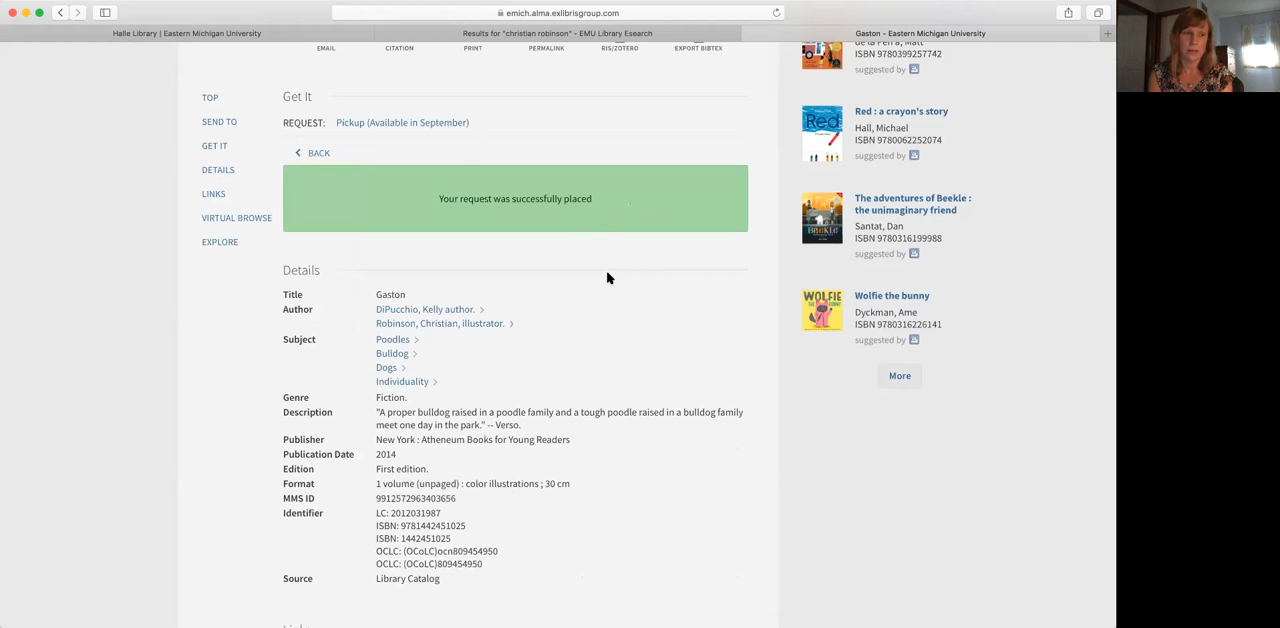 emich.alma.exlibrisgroup.com
Halle Library | Eastern Michigan University
Results for "christian robinson" - EMU Library Esearch
Gaston - Eastern Michigan University
EMAIL
CITATION
PRINT
PERMALINK
RIS/ZOTERO
EXPORT BIBTEX
TOP
SEND TO
GET IT
DETAILS
LINKS
VIRTUAL BROWSE
EXPLORE
Get It
REQUEST: Pickup (Available in September)
BACK
Your request was successfully placed
Details
Title Gaston
Author DiPucchio, Kelly author.
Robinson, Christian, illustrator.
Subject Poodles
Bulldog
Dogs
Individuality
Genre Fiction.
Description "A proper bulldog raised in a poodle family and a tough poodle raised in a bulldog family
meet one day in the park." -- Verso.
Publisher New York : Atheneum Books for Young Readers
Publication Date 2014
Edition First edition.
Format 1 volume (unpaged) : color illustrations ; 30 cm
MMS ID 9912572963403656
Identifier LC: 2012031987
ISBN: 9781442451025
ISBN: 1442451025
OCLC: (OCoLC)ocn809454950
OCLC: (OCoLC)809454950
Source Library Catalog
ISBN 9780399257742
suggested by
Red
Red : a crayon's story
Hall, Michael
ISBN 9780062252074
suggested by
BEEKLE
The adventures of Beekle :
the unimaginary friend
Santat, Dan
ISBN 9780316199988
suggested by
WOLFIE
THE BUNNY
Wolfie the bunny
Dyckman, Ame
ISBN 9780316226141
suggested by
More